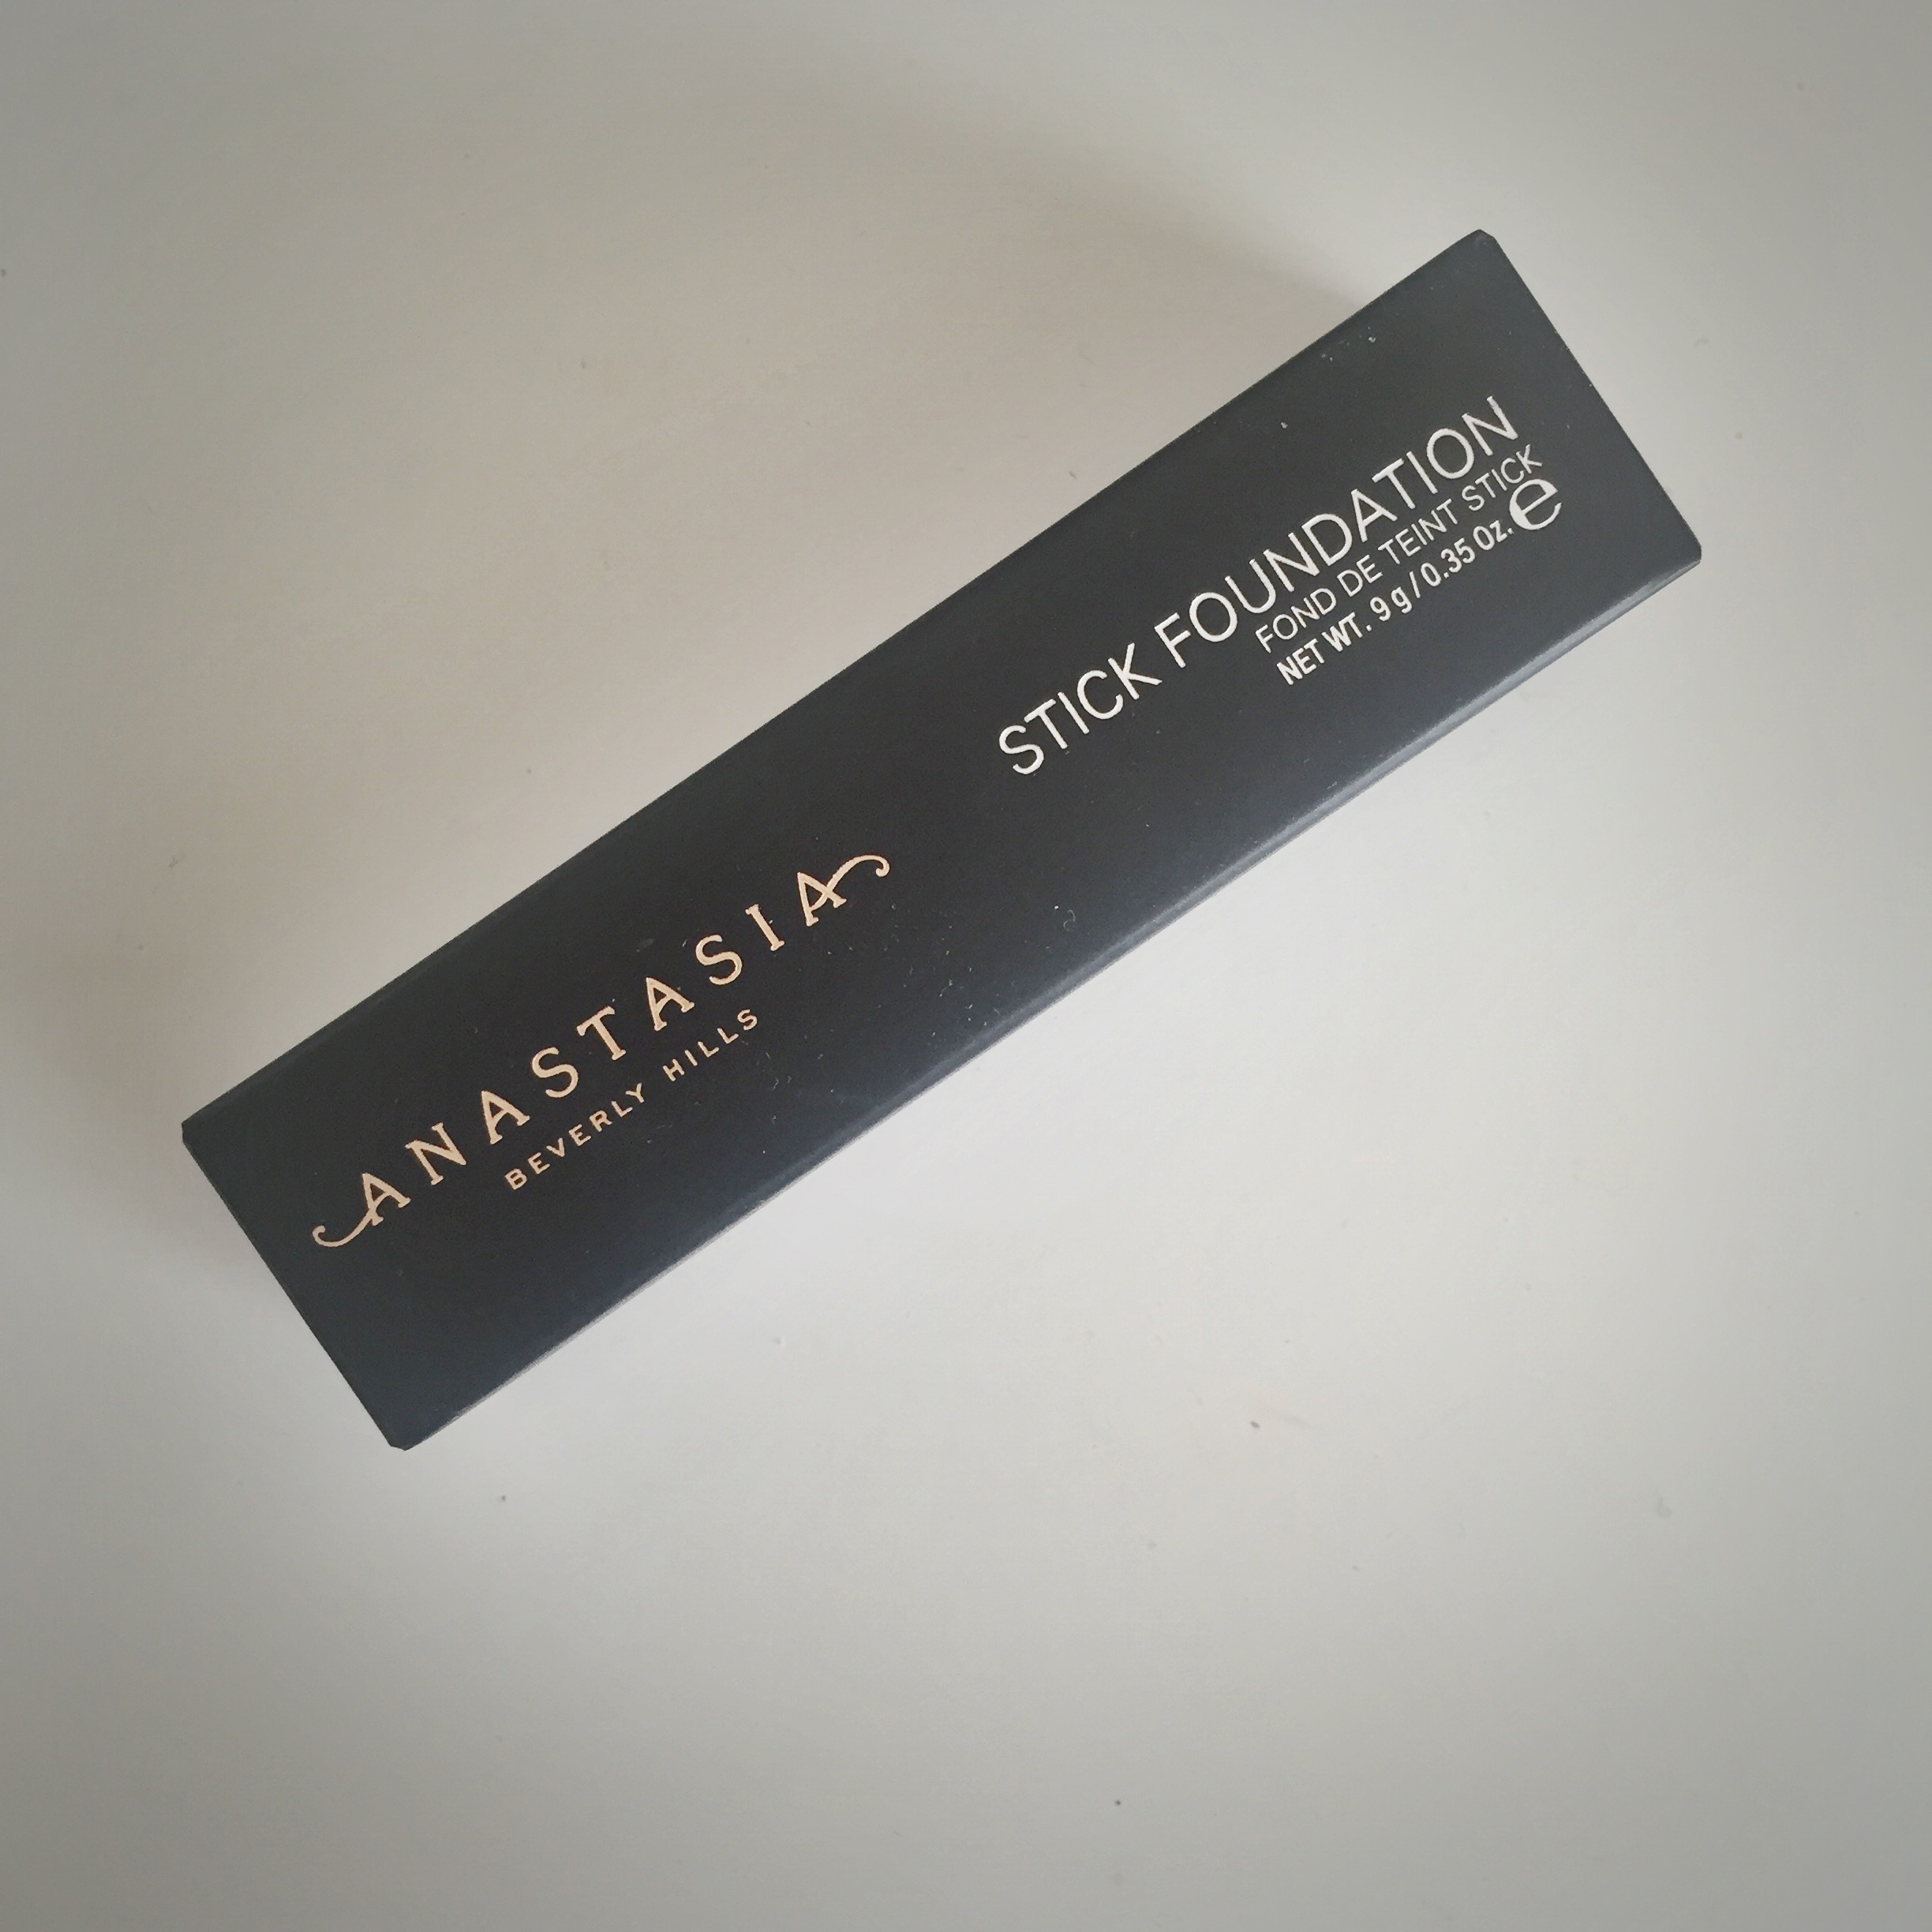 ANASTASIA
BEVERLY HILLS
STICK FOUNDATION
FOND DE TEINT STICK
NET WT. 9 g / 0.35 Oz. e